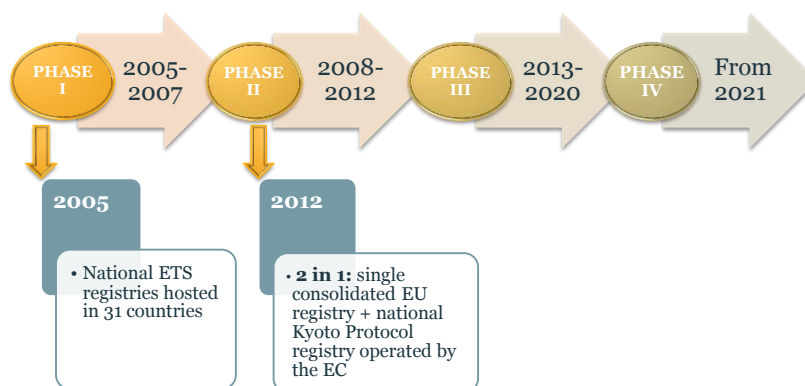 PHASE
I
2005-
2007
PHASE
II
2008-
2012
PHASE
III
2013-
2020
PHASE
IV
From
2021
2005
• National ETS
registries hosted
in 31 countries
2012
• 2 in 1: single
consolidated EU
registry + national
Kyoto Protocol
registry operated by
the EC